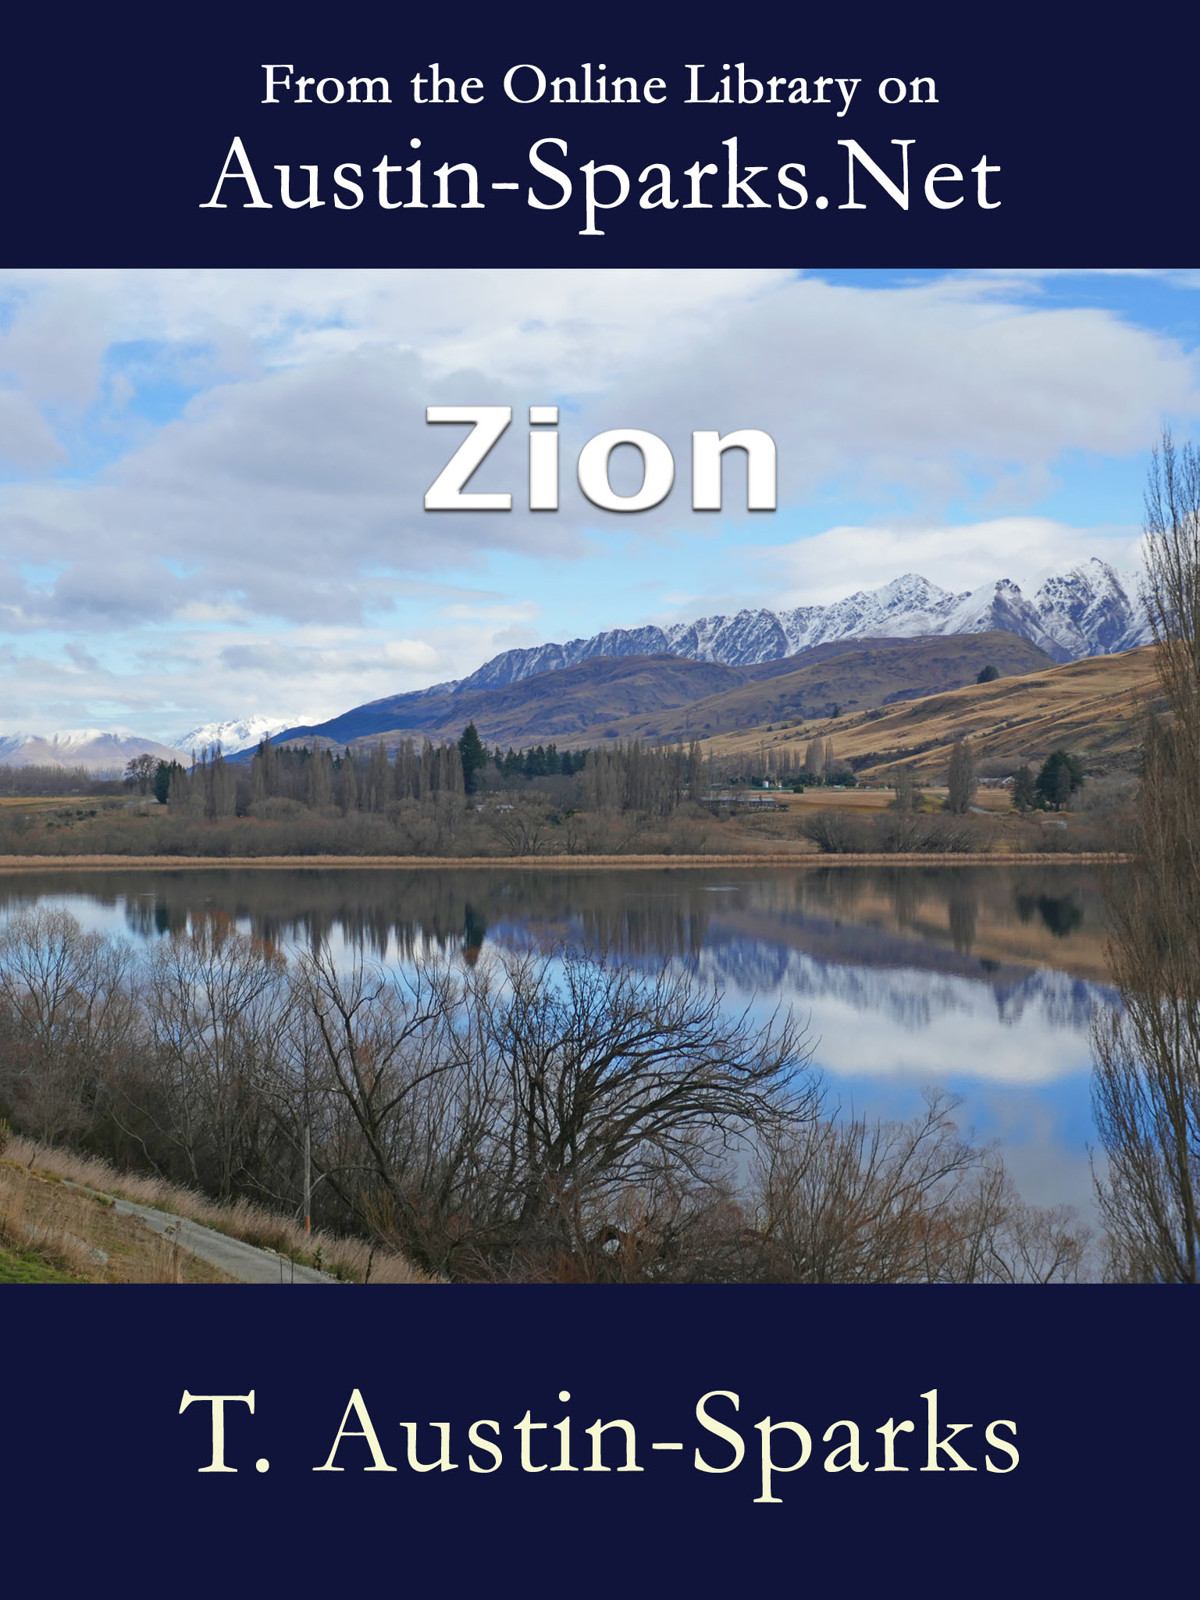 From the Online Library on
Austin-Sparks.Net
Zion
T. Austin-Sparks